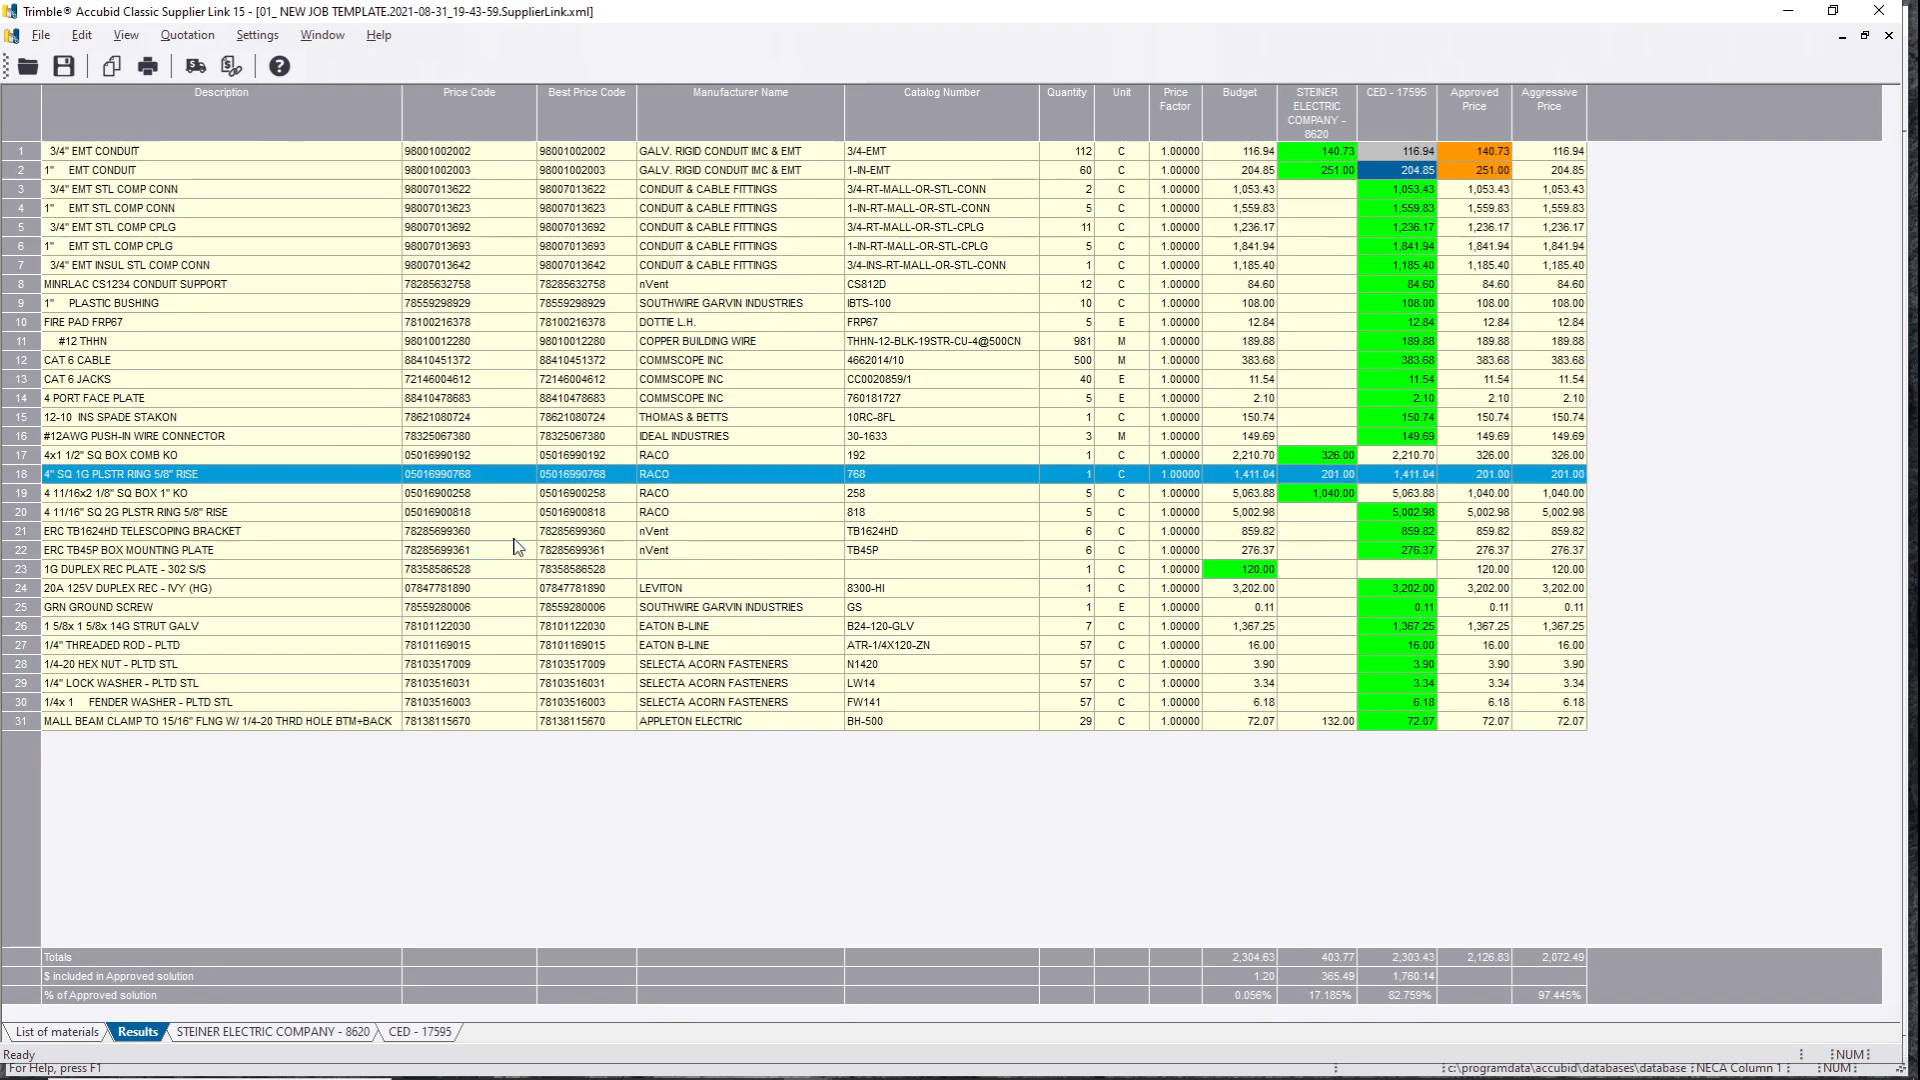 Trimble® Accubid Classic Supplier Link 15 - [01_ NEW JOB TEMPLATE.2021-08-31_19-43-59.SupplierLink.xml]
File Edit View Quotation Settings Window Help
Description Price Code Best Price Code Manufacturer Name Catalog Number Quantity Unit Price Factor Budget STEINER ELECTRIC COMPANY - 8620 CED - 17595 Approved Price Aggressive Price
1 3/4" EMT CONDUIT 98001002002 98001002002 GALV. RIGID CONDUIT IMC & EMT 3/4-EMT 112 C 1.00000 116.94 140.73 116.94 140.73 116.94
2 1" EMT CONDUIT 98001002003 98001002003 GALV. RIGID CONDUIT IMC & EMT 1-IN-EMT 60 C 1.00000 204.85 251.00 204.85 251.00 204.85
3 3/4" EMT STL COMP CONN 98007013622 98007013622 CONDUIT & CABLE FITTINGS 3/4-RT-MALL-OR-STL-CONN 2 C 1.00000 1,053.43 1,053.43 1,053.43 1,053.43
4 1" EMT STL COMP CONN 98007013623 98007013623 CONDUIT & CABLE FITTINGS 1-IN-RT-MALL-OR-STL-CONN 5 C 1.00000 1,559.83 1,559.83 1,559.83 1,559.83
5 3/4" EMT STL COMP CPLG 98007013692 98007013692 CONDUIT & CABLE FITTINGS 3/4-RT-MALL-OR-STL-CPLG 11 C 1.00000 1,236.17 1,236.17 1,236.17 1,236.17
6 1" EMT STL COMP CPLG 98007013693 98007013693 CONDUIT & CABLE FITTINGS 1-IN-RT-MALL-OR-STL-CPLG 5 C 1.00000 1,841.94 1,841.94 1,841.94 1,841.94
7 3/4" EMT INSUL STL COMP CONN 98007013642 98007013642 CONDUIT & CABLE FITTINGS 3/4-INS-RT-MALL-OR-STL-CONN 1 C 1.00000 1,185.40 1,185.40 1,185.40 1,185.40
8 MINRLAC CS1234 CONDUIT SUPPORT 78285632758 78285632758 nVent CS812D 12 C 1.00000 84.60 84.60 84.60 84.60
9 1" PLASTIC BUSHING 78559298929 78559298929 SOUTHWIRE GARVIN INDUSTRIES IBTS-100 10 C 1.00000 108.00 108.00 108.00 108.00
10 FIRE PAD FRP67 78100216378 78100216378 DOTTIE L.H. FRP67 5 E 1.00000 12.84 12.84 12.84 12.84
11 #12 THHN 98010012280 98010012280 COPPER BUILDING WIRE THHN-12-BLK-19STR-CU-4@500CN 981 M 1.00000 189.88 189.88 189.88 189.88
12 CAT 6 CABLE 88410451372 88410451372 COMMSCOPE INC 4662014/10 500 M 1.00000 383.68 383.68 383.68 383.68
13 CAT 6 JACKS 72146004612 72146004612 COMMSCOPE INC CC0020859/1 40 E 1.00000 11.54 11.54 11.54 11.54
14 4 PORT FACE PLATE 88410478683 88410478683 COMMSCOPE INC 760181727 5 E 1.00000 2.10 2.10 2.10 2.10
15 12-10 INS SPADE STAKON 78621080724 78621080724 THOMAS & BETTS 10RC-8FL 1 C 1.00000 150.74 150.74 150.74 150.74
16 #12AWG PUSH-IN WIRE CONNECTOR 78325067380 78325067380 IDEAL INDUSTRIES 30-1633 3 M 1.00000 149.69 149.69 149.69 149.69
17 4x1 1/2" SQ BOX COMB KO 05016990192 05016990192 RACO 192 1 C 1.00000 2,210.70 326.00 2,210.70 326.00 326.00
18 4" SQ 1G PLSTR RING 5/8" RISE 05016990768 05016990768 RACO 768 1 C 1.00000 1,411.04 201.00 1,411.04 201.00 201.00
19 4 11/16x2 1/8" SQ BOX 1" KO 05016900258 05016900258 RACO 258 5 C 1.00000 5,063.88 1,040.00 5,063.88 1,040.00 1,040.00
20 4 11/16" SQ 2G PLSTR RING 5/8" RISE 05016900818 05016900818 RACO 818 5 C 1.00000 5,002.98 5,002.98 5,002.98 5,002.98
21 ERC TB1624HD TELESCOPING BRACKET 78285699360 78285699360 nVent TB1624HD 6 C 1.00000 859.82 859.82 859.82 859.82
22 ERC TB45P BOX MOUNTING PLATE 78285699361 78285699361 nVent TB45P 6 C 1.00000 276.37 276.37 276.37 276.37
23 1G DUPLEX REC PLATE - 302 S/S 78358586528 78358586528 1 C 1.00000 120.00 120.00 120.00
24 20A 125V DUPLEX REC - IVY (HG) 07847781890 07847781890 LEVITON 8300-HI 1 C 1.00000 3,202.00 3,202.00 3,202.00 3,202.00
25 GRN GROUND SCREW 78559280006 78559280006 SOUTHWIRE GARVIN INDUSTRIES GS 1 E 1.00000 0.11 0.11 0.11 0.11
26 1 5/8x 1 5/8x 14G STRUT GALV 78101122030 78101122030 EATON B-LINE B24-120-GLV 7 C 1.00000 1,367.25 1,367.25 1,367.25 1,367.25
27 1/4" THREADED ROD - PLTD 78101169015 78101169015 EATON B-LINE ATR-1/4X120-ZN 57 C 1.00000 16.00 16.00 16.00 16.00
28 1/4-20 HEX NUT - PLTD STL 78103517009 78103517009 SELECTA ACORN FASTENERS N1420 57 C 1.00000 3.90 3.90 3.90 3.90
29 1/4" LOCK WASHER - PLTD STL 78103516031 78103516031 SELECTA ACORN FASTENERS LW14 57 C 1.00000 3.34 3.34 3.34 3.34
30 1/4x 1 FENDER WASHER - PLTD STL 78103516003 78103516003 SELECTA ACORN FASTENERS FW141 57 C 1.00000 6.18 6.18 6.18 6.18
31 MALL BEAM CLAMP TO 15/16" FLNG W/ 1/4-20 THRD HOLE BTM+BACK 78138115670 78138115670 APPLETON ELECTRIC BH-500 29 C 1.00000 72.07 132.00 72.07 72.07 72.07
Totals 2,304.63 403.77 2,303.43 2,126.83 2,072.49
$ included in Approved solution 1.20 365.49 1,760.14
% of Approved solution 0.056% 17.185% 82.759% 97.445%
List of materials Results STEINER ELECTRIC COMPANY - 8620 CED - 17595
Ready NUM
For Help, press F1 c:\programdata\accubid\databases\database NECA Column 1 NUM